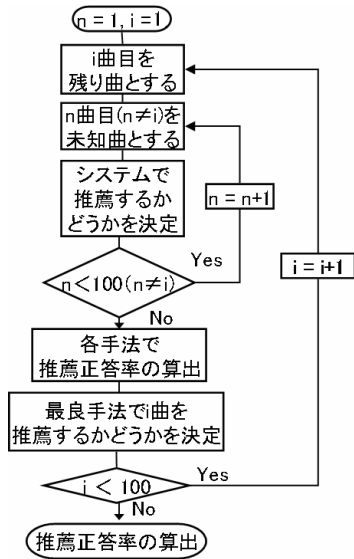 n = 1, i = 1
i曲目を
残り曲とする
n曲目(n≠i)を
未知曲とする
システムで
推薦するか
どうかを決定
n = n+1
n<100(n≠i)
Yes
i = i+1
No
各手法で
推薦正答率の算出
最良手法でi曲を
推薦するかどうかを決定
i < 100
Yes
No
推薦正答率の算出